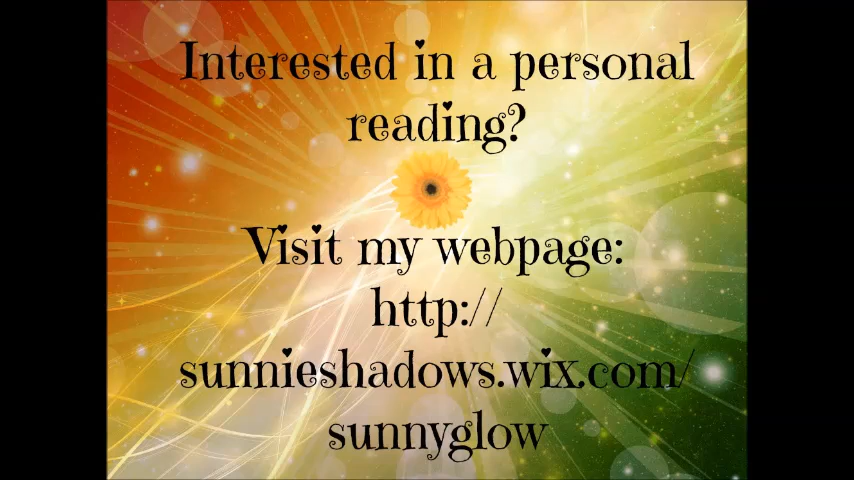 Interested in a personal
reading?
Visit my webpage:
http://
sunnieshadows.wix.com/
sunnyglow